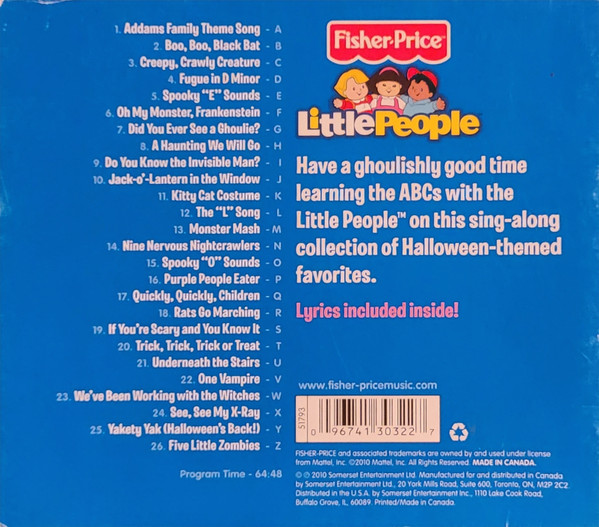 1. Addams Family Theme Song - A
2. Boo, Boo, Black Bat - B
3. Creepy, Crawly Creature - C
4. Fugue in D Minor - D
5. Spooky “E” Sounds - E
6. Oh My Monster, Frankenstein - F
7. Did You Ever See a Ghoulie? - G
8. A Haunting We Will Go - H
9. Do You Know the Invisible Man? - I
10. Jack-o'-Lantern in the Window - J
11. Kitty Cat Costume - K
12. The “L” Song - L
13. Monster Mash - M
14. Nine Nervous Nightcrawlers - N
15. Spooky “O” Sounds - O
16. Purple People Eater - P
17. Quickly, Quickly, Children - Q
18. Rats Go Marching - R
19. If You're Scary and You Know It - S
20. Trick, Trick, Trick or Treat - T
21. Underneath the Stairs - U
22. One Vampire - V
23. We've Been Working with the Witches - W
24. See, See My X-Ray - X
25. Yakety Yak (Halloween's Back!) - Y
26. Five Little Zombies - Z
Program Time - 64:48
Fisher-Price
Little People
Have a ghoulishly good time
learning the ABCs with the
Little People™ on this sing-along
collection of Halloween-themed
favorites.
Lyrics included inside!
www.fisher-pricemusic.com
51793
0 96741 30322 7
FISHER-PRICE and associated trademarks are owned by and used under license
from Mattel, Inc. ©2010 Mattel, Inc. All Rights Reserved. MADE IN CANADA.
© ℗ 2010 Somerset Entertainment Ltd. Manufactured for and distributed in Canada
by Somerset Entertainment Ltd., 20 York Mills Road, Suite 600, Toronto, ON, M2P 2C2.
Distributed in the U.S.A. by Somerset Entertainment Inc., 1110 Lake Cook Road,
Buffalo Grove, IL, 60089. Printed/Made in Canada.